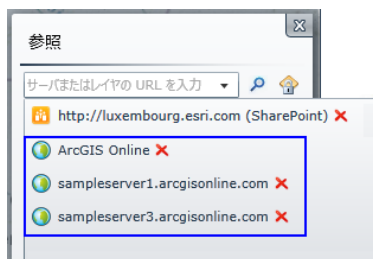 参照
サーバまたはレイヤの URL を入力
http://luxembourg.esri.com (SharePoint)
ArcGIS Online
sampleserver1.arcgisonline.com
sampleserver3.arcgisonline.com